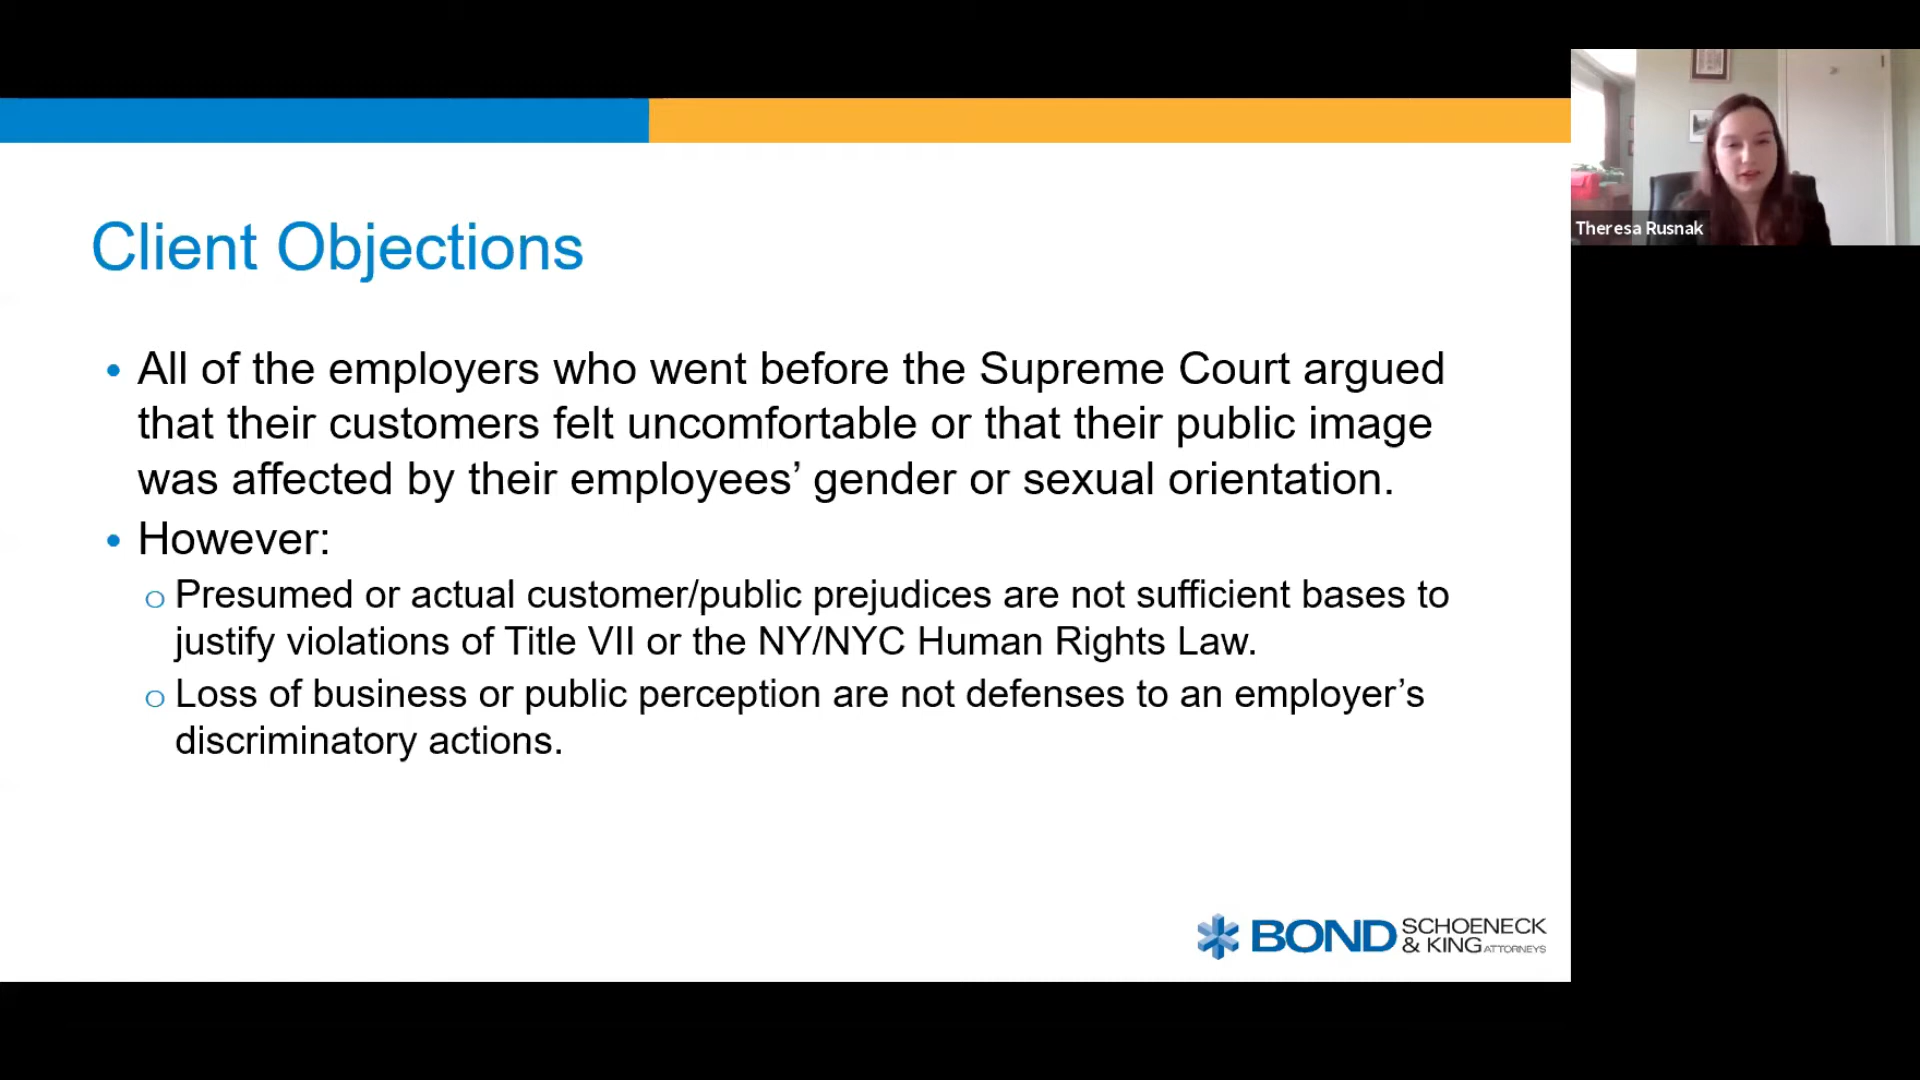 Client Objections
• All of the employers who went before the Supreme Court argued
that their customers felt uncomfortable or that their public image
was affected by their employees’ gender or sexual orientation.
• However:
o Presumed or actual customer/public prejudices are not sufficient bases to
justify violations of Title VII or the NY/NYC Human Rights Law.
o Loss of business or public perception are not defenses to an employer’s
discriminatory actions.
BOND SCHOENECK
& KING ATTORNEYS
Theresa Rusnak